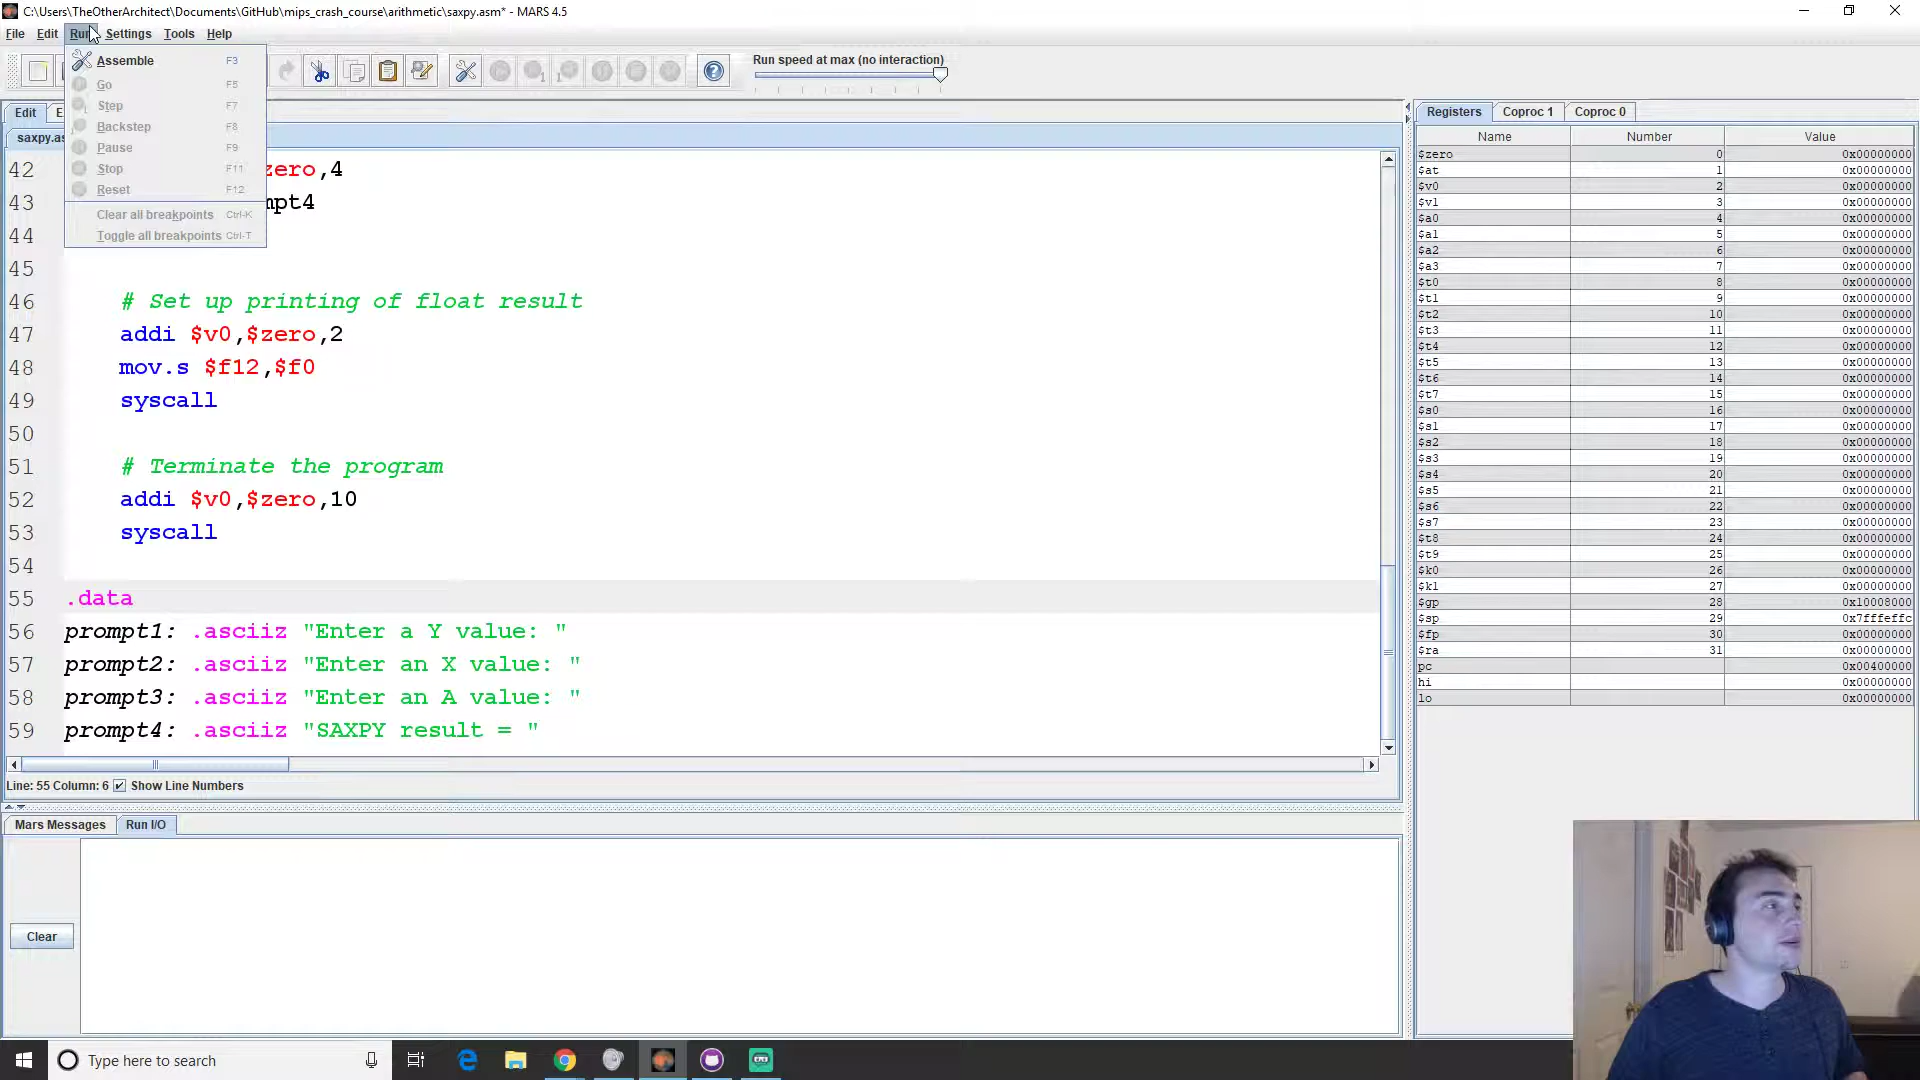 C:\Users\TheOtherArchitect\Documents\GitHub\mips_crash_course\arithmetic\saxpy.asm* - MARS 4.5
File Edit Run Settings Tools Help
Assemble F3
Go F5
Step F7
Backstep F8
Pause F9
Stop F11
Reset F12
Clear all breakpoints Ctrl-K
Toggle all breakpoints Ctrl-T
Run speed at max (no interaction)
Edit
saxpy.as
42 zero,4
43 mpt4
44
45
46 # Set up printing of float result
47 addi $v0,$zero,2
48 mov.s $f12,$f0
49 syscall
50
51 # Terminate the program
52 addi $v0,$zero,10
53 syscall
54
55 .data
56 prompt1: .asciiz "Enter a Y value: "
57 prompt2: .asciiz "Enter an X value: "
58 prompt3: .asciiz "Enter an A value: "
59 prompt4: .asciiz "SAXPY result = "
Line: 55 Column: 6 Show Line Numbers
Mars Messages Run I/O
Clear
Registers Coproc 1 Coproc 0
Name Number Value
$zero 0 0x00000000
$at 1 0x00000000
$v0 2 0x00000000
$v1 3 0x00000000
$a0 4 0x00000000
$a1 5 0x00000000
$a2 6 0x00000000
$a3 7 0x00000000
$t0 8 0x00000000
$t1 9 0x00000000
$t2 10 0x00000000
$t3 11 0x00000000
$t4 12 0x00000000
$t5 13 0x00000000
$t6 14 0x00000000
$t7 15 0x00000000
$s0 16 0x00000000
$s1 17 0x00000000
$s2 18 0x00000000
$s3 19 0x00000000
$s4 20 0x00000000
$s5 21 0x00000000
$s6 22 0x00000000
$s7 23 0x00000000
$t8 24 0x00000000
$t9 25 0x00000000
$k0 26 0x00000000
$k1 27 0x00000000
$gp 28 0x10008000
$sp 29 0x7fffeffc
$fp 30 0x00000000
$ra 31 0x00000000
pc 0x00400000
hi 0x00000000
lo 0x00000000
Type here to search